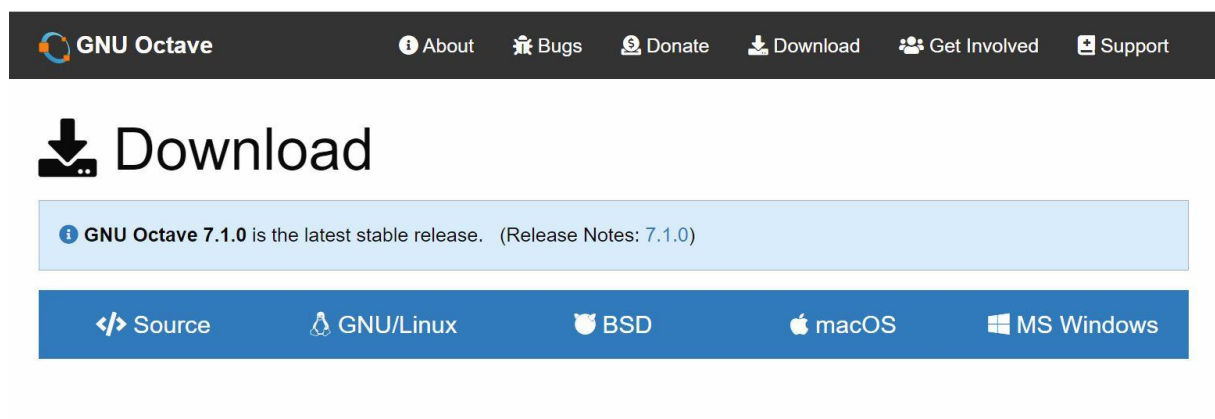 GNU Octave About Bugs Donate Download Get Involved Support
Download
GNU Octave 7.1.0 is the latest stable release. (Release Notes: 7.1.0)
Source GNU/Linux BSD macOS MS Windows